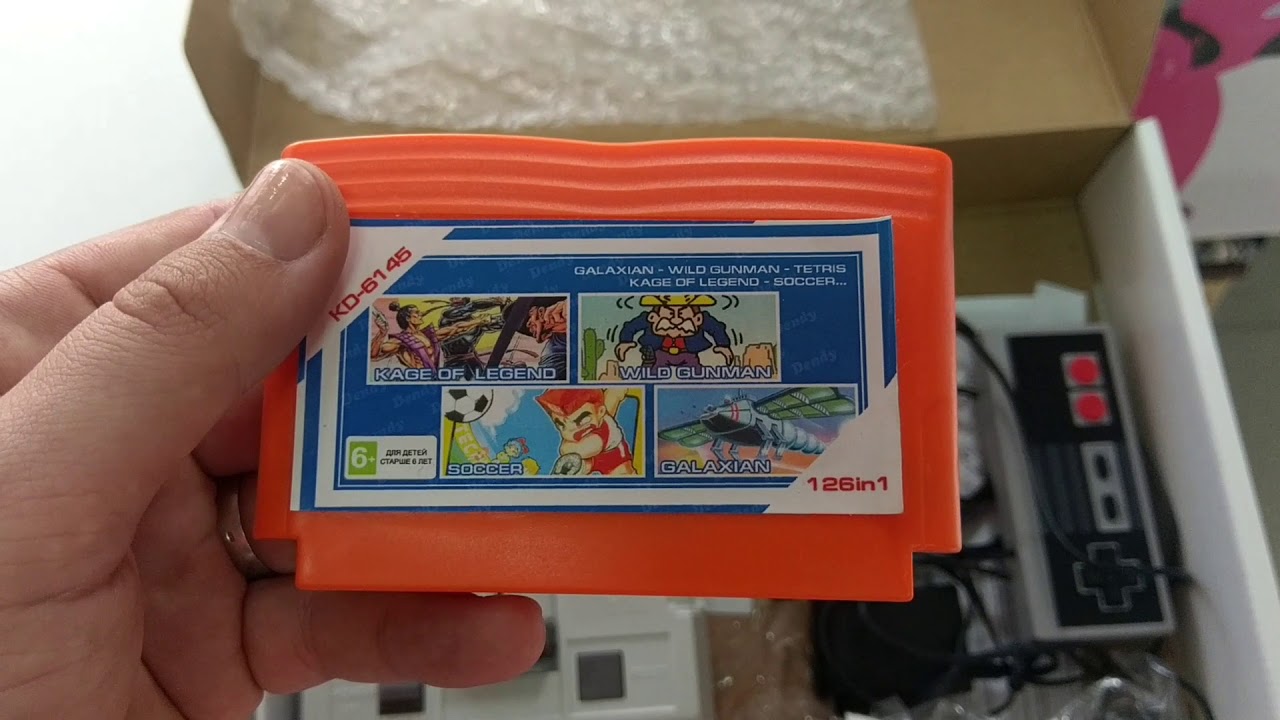 KD-6145
GALAXIAN - WILD GUNMAN - TETRIS
KAGE OF LEGEND - SOCCER...
KAGE OF LEGEND
WILD GUNMAN
6+
ДЛЯ ДЕТЕЙ
СТАРШЕ 6 ЛЕТ
SOCCER
GALAXIAN
126in1
Dendy